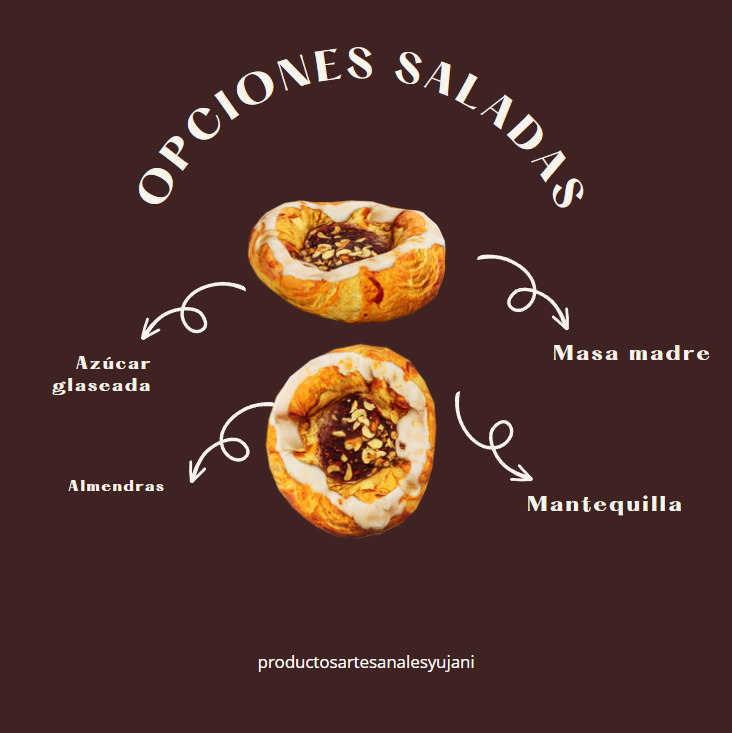 OPCIONES SALADAS
Masa madre
Azúcar
glaseada
Almendras
Mantequilla
productosartesanalesyujani